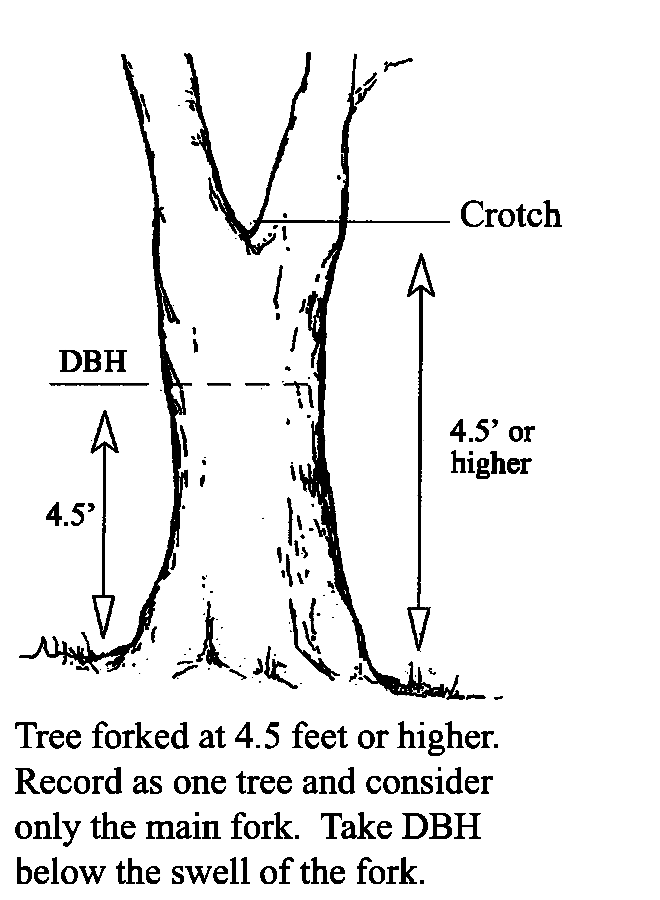 Crotch
DBH
4.5’ or
higher
4.5’
Tree forked at 4.5 feet or higher.
Record as one tree and consider
only the main fork.  Take DBH
below the swell of the fork.